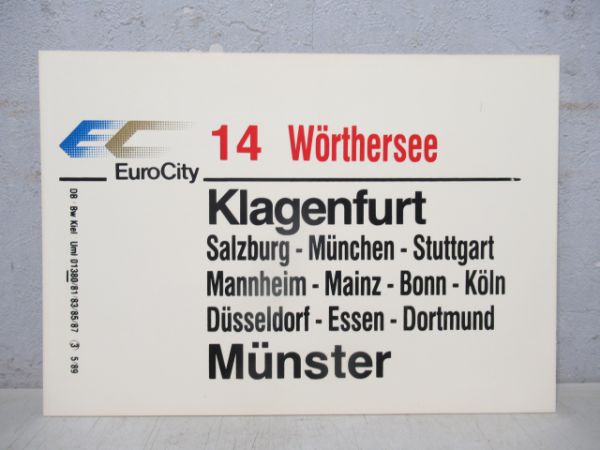 EC
EuroCity
14 Wörthersee
Klagenfurt
Salzburg - München - Stuttgart
Mannheim - Mainz - Bonn - Köln
Düsseldorf - Essen - Dortmund
Münster
DB Bw Kiel Uml 01380/81/83/85/87 ③ 5 89